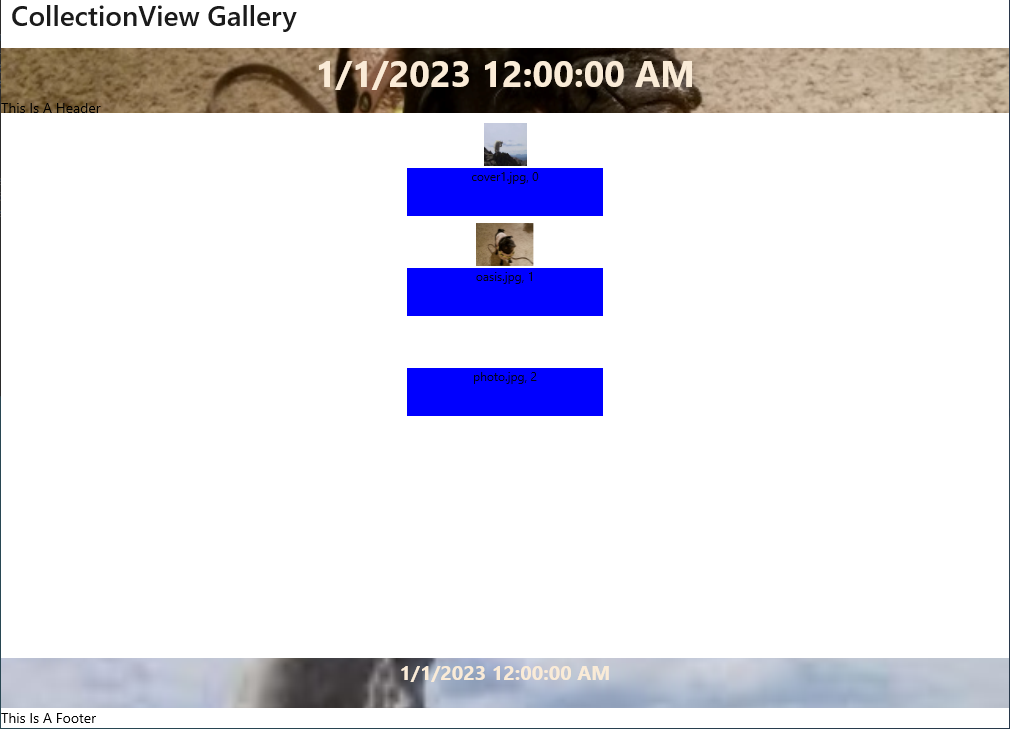 CollectionView Gallery
1/1/2023 12:00:00 AM
This Is A Header
cover1.jpg, 0
oasis.jpg, 1
photo.jpg, 2
1/1/2023 12:00:00 AM
This Is A Footer